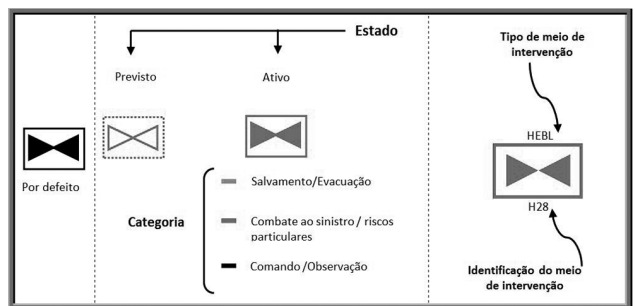 Estado
Previsto
Ativo
Por defeito
Categoria
Salvamento/Evacuação
Combate ao sinistro / riscos
particulares
Comando /Observação
Tipo de meio de
intervenção
HEBL
H28
Identificação do meio
de intervenção